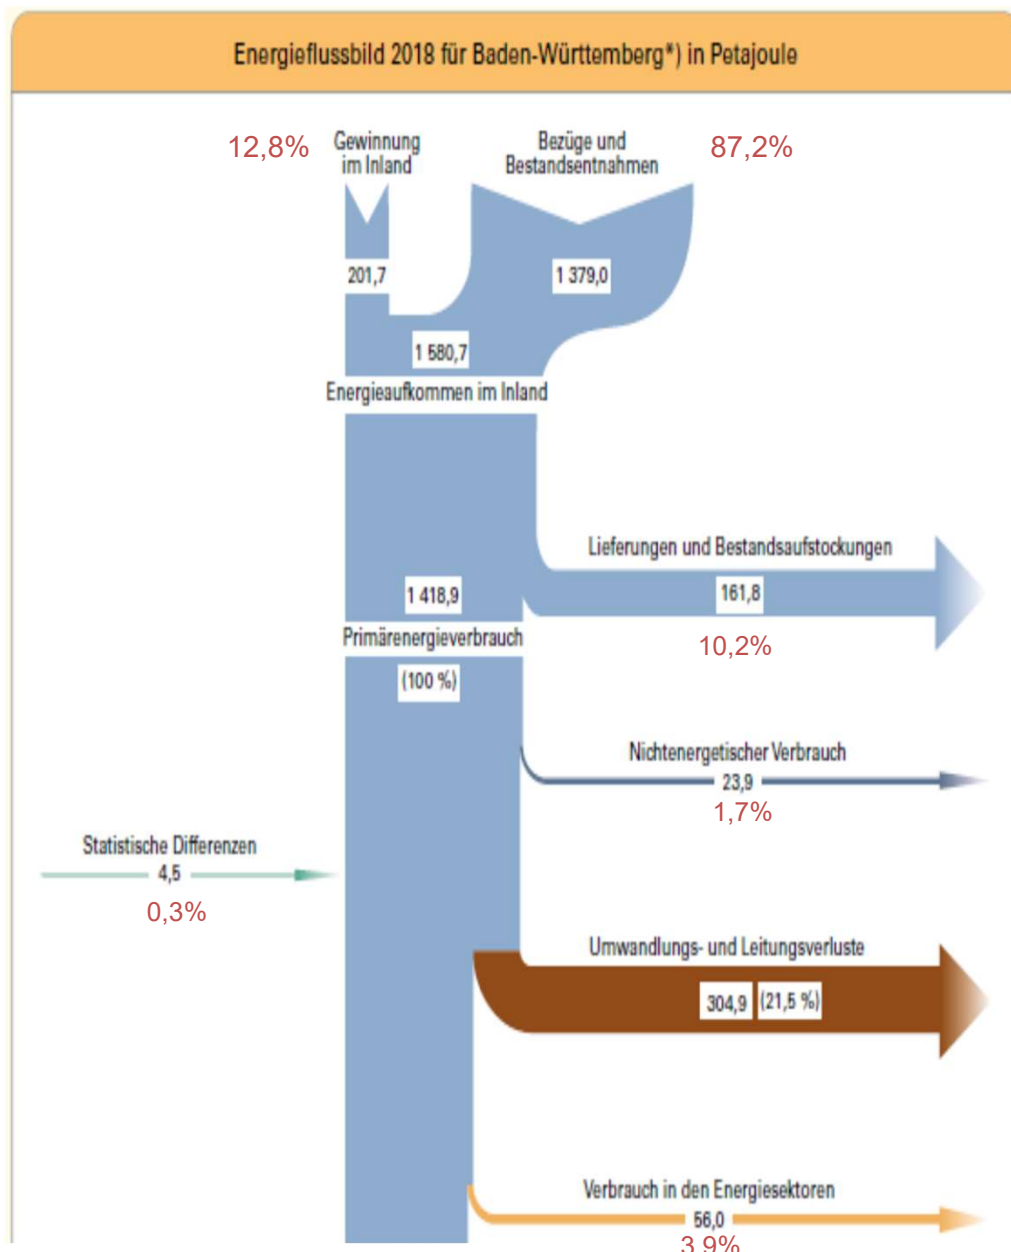 Energieflussbild 2018 für Baden-Württemberg*) in Petajoule
12,8%
Gewinnung
im Inland
Bezüge und
Bestandsentnahmen
87,2%
201,7
1 379,0
1 580,7
Energieaufkommen im Inland
Lieferungen und Bestandsaufstockungen
161,8
10,2%
1 418,9
Primärenergieverbrauch
(100 %)
Nichtenergetischer Verbrauch
23,9
1,7%
Statistische Differenzen
4,5
0,3%
Umwandlungs- und Leitungsverluste
304,9 (21,5 %)
Verbrauch in den Energiesektoren
56,0
3,9%